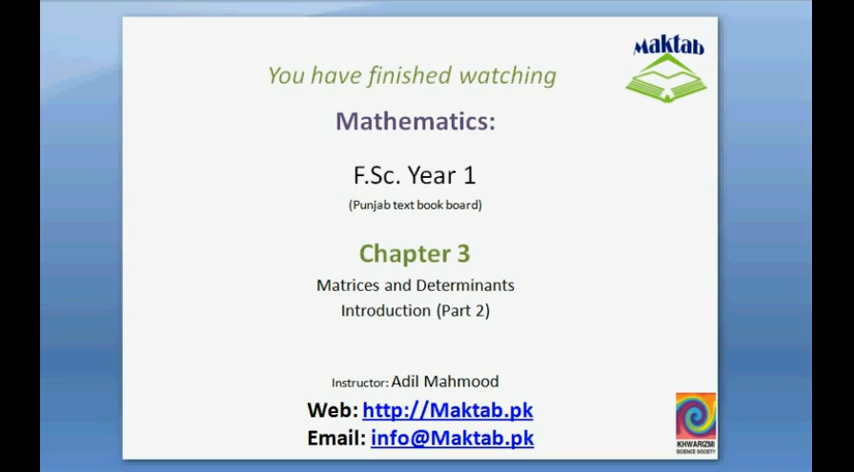 Maktab
You have finished watching
Mathematics:
F.Sc. Year 1
(Punjab text book board)
Chapter 3
Matrices and Determinants
Introduction (Part 2)
Instructor: Adil Mahmood
Web: http://Maktab.pk
Email: info@Maktab.pk
KHWARIZMI
SCIENCE SOCIETY